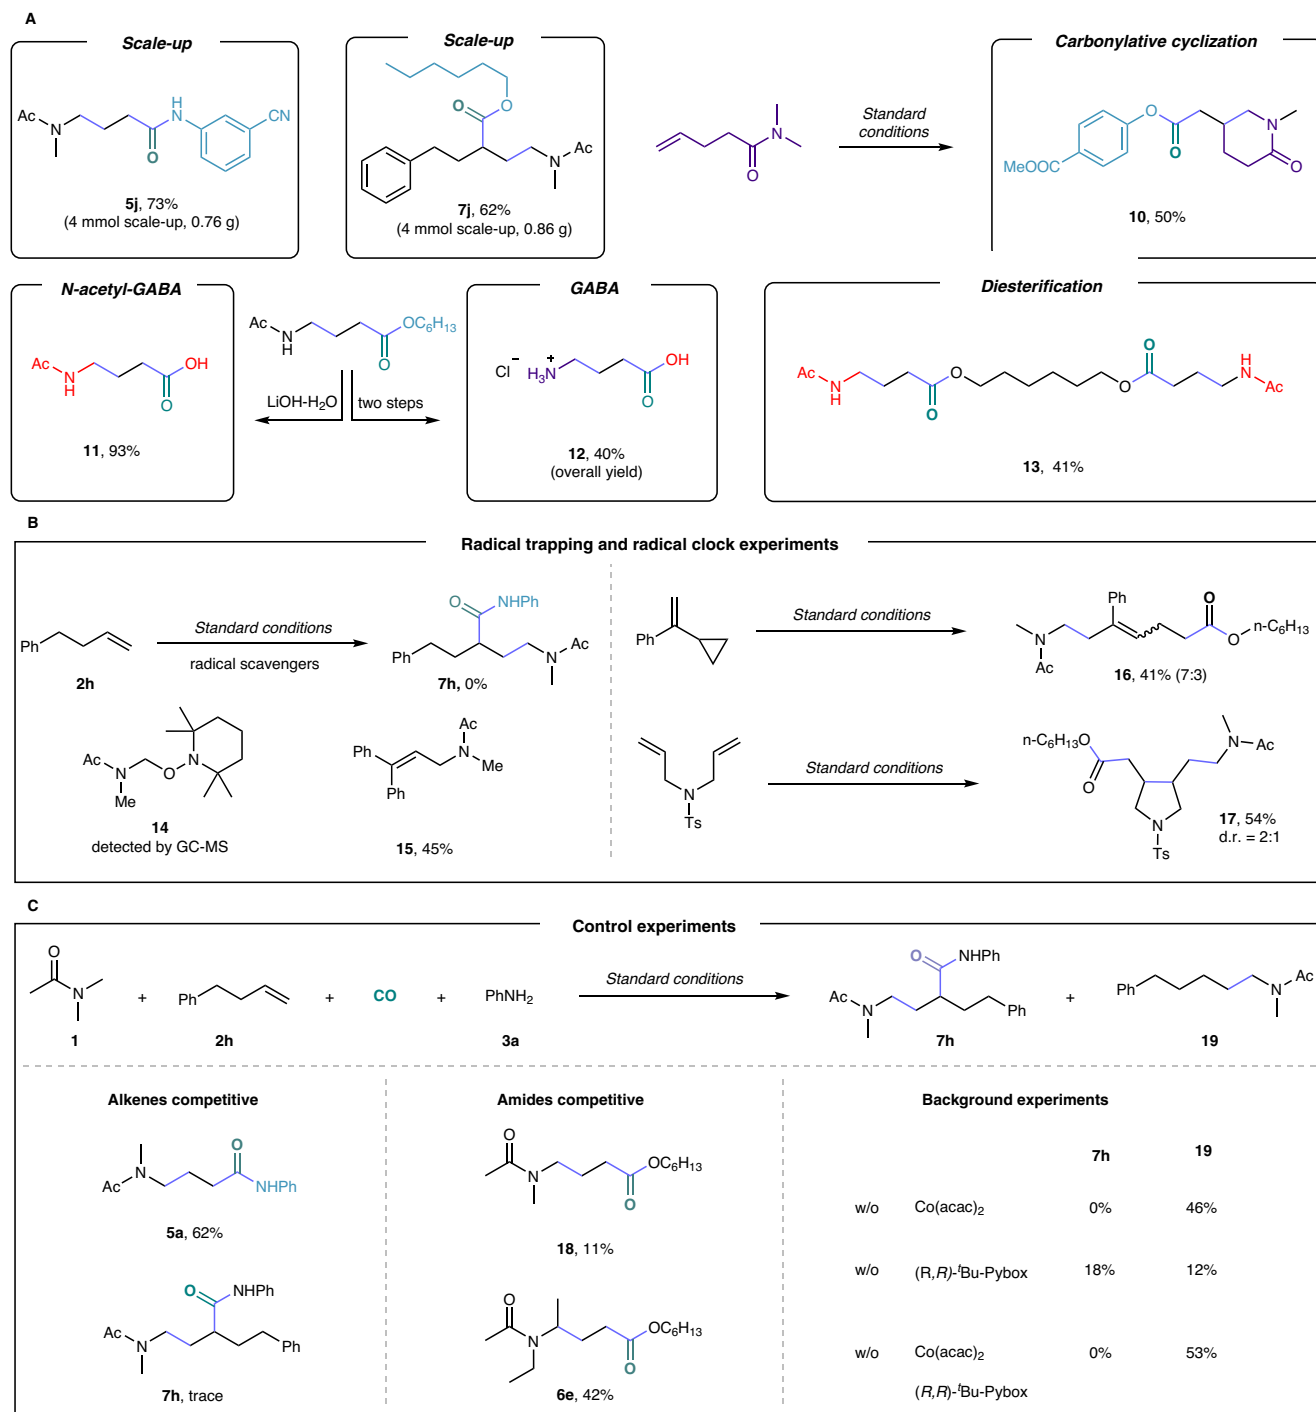 A
Scale-up
Ac
N
O
H
N
CN
5j, 73%
(4 mmol scale-up, 0.76 g)
Scale-up
O
O
N
Ac
7j, 62%
(4 mmol scale-up, 0.86 g)
N
O
Standard
conditions
Carbonylative cyclization
MeOOC
O
O
N
O
10, 50%
N-acetyl-GABA
Ac
N
H
OH
O
11, 93%
Ac
N
H
OC6H13
O
LiOH-H2O
two steps
GABA
Cl−
H3N+
OH
O
12, 40%
(overall yield)
Diesterification
Ac
N
H
O
O
O
O
H
N
Ac
13, 41%
B
Radical trapping and radical clock experiments
Ph
2h
Standard conditions
radical scavengers
O
NHPh
Ph
N
Ac
7h, 0%
Ac
N
Me
O
N
14
detected by GC-MS
Ph
Ph
Ac
N
Me
15, 45%
Ph
Standard conditions
N
Ac
Ph
O
O
n-C6H13
16, 41% (7:3)
N
Ts
Standard conditions
n-C6H13O
O
N
Ac
N
Ts
17, 54%
d.r. = 2:1
C
Control experiments
O
N
1
+
Ph
2h
+
CO
+
PhNH2
3a
Standard conditions
O
NHPh
Ac
N
Ph
7h
+
Ph
N
Ac
19
Alkenes competitive
Ac
N
O
NHPh
5a, 62%
O
NHPh
Ac
N
Ph
7h, trace
Amides competitive
O
N
OC6H13
O
18, 11%
O
N
OC6H13
O
6e, 42%
Background experiments
7h 19
w/o Co(acac)2 0% 46%
w/o (R,R)-tBu-Pybox 18% 12%
w/o Co(acac)2 0% 53%
(R,R)-tBu-Pybox